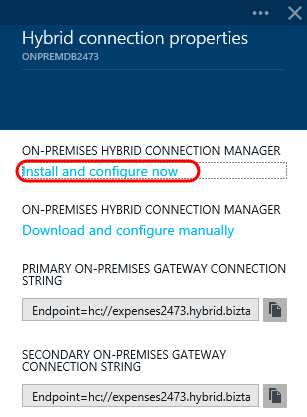 Hybrid connection properties
ONPREMDB2473
ON-PREMISES HYBRID CONNECTION MANAGER
Install and configure now
ON-PREMISES HYBRID CONNECTION MANAGER
Download and configure manually
PRIMARY ON-PREMISES GATEWAY CONNECTION
STRING
Endpoint=hc://expenses2473.hybrid.bizta
SECONDARY ON-PREMISES GATEWAY
CONNECTION STRING
Endpoint=hc://expenses2473.hybrid.bizta